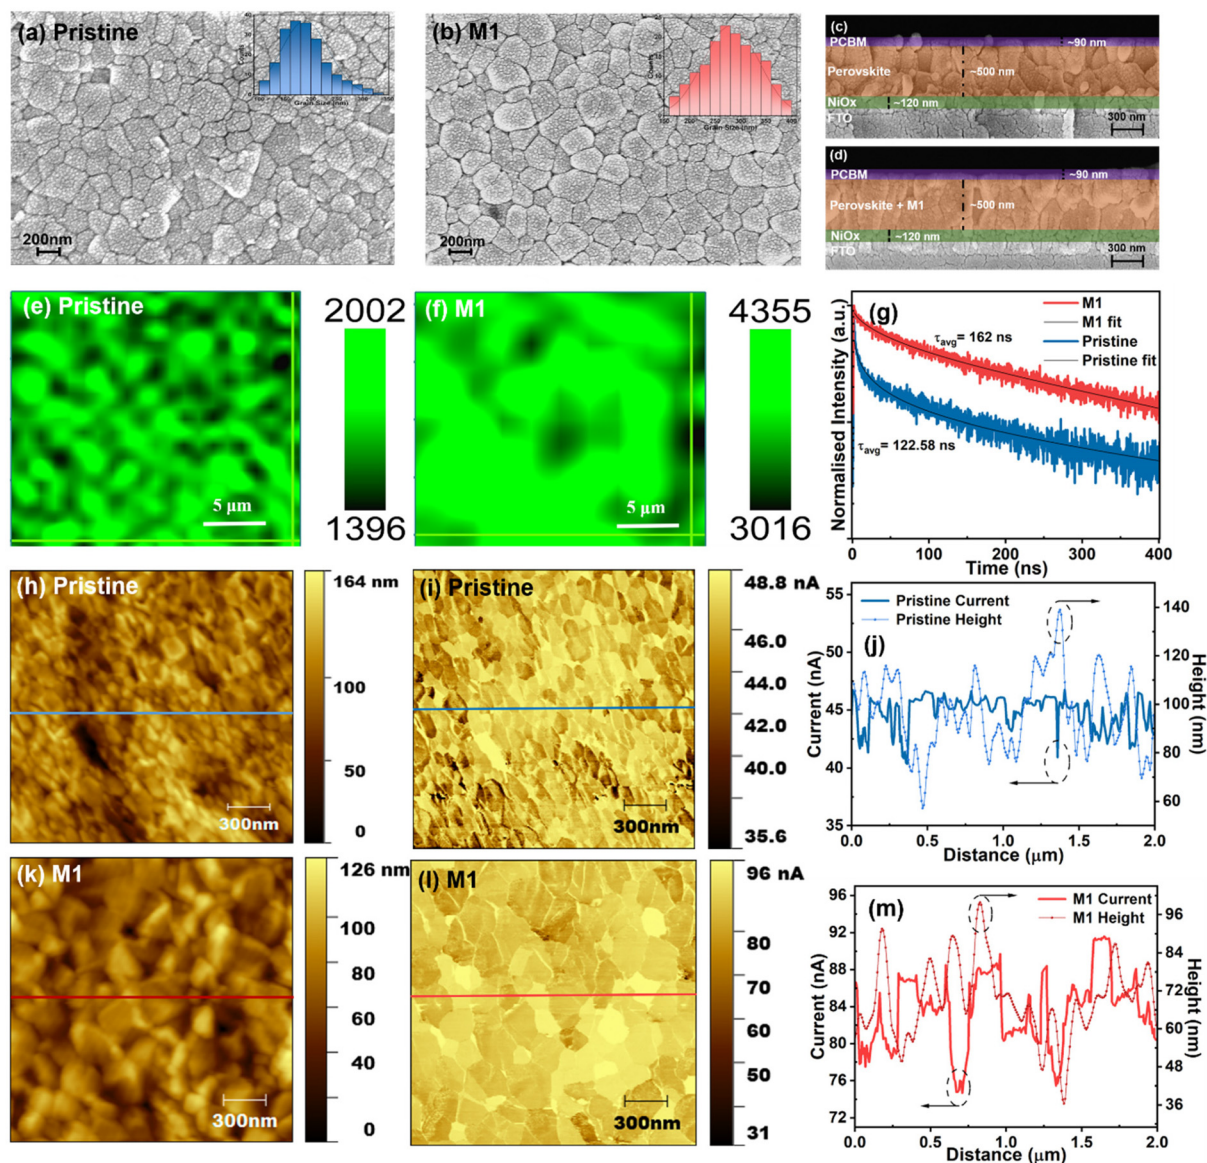 (a) Pristine
Counts
Grain Size (nm)
200nm
(b) M1
Counts
Grain Size (nm)
200nm
(c)
PCBM
~90 nm
Perovskite
~500 nm
NiOx
~120 nm
FTO
300 nm
(d)
PCBM
~90 nm
Perovskite + M1
~500 nm
NiOx
~120 nm
FTO
300 nm
(e) Pristine
5 µm
2002
1396
(f) M1
5 µm
4355
3016
(g)
M1
M1 fit
Pristine
Pristine fit
τavg= 162 ns
τavg= 122.58 ns
Normalised Intensity (a.u.)
0 100 200 300 400
Time (ns)
(h) Pristine
300nm
164 nm
100
50
0
(i) Pristine
300nm
48.8 nA
46.0
44.0
42.0
40.0
35.6
(j)
Pristine Current
Pristine Height
Current (nA)
55
50
45
40
35
Height (nm)
140
120
100
80
60
0.0 0.5 1.0 1.5 2.0
Distance (µm)
(k) M1
300nm
126 nm
100
80
60
40
0
(l) M1
300nm
96 nA
80
70
60
50
31
(m)
M1 Current
M1 Height
Current (nA)
96
92
88
84
80
76
72
Height (nm)
96
84
72
60
48
36
0.0 0.5 1.0 1.5 2.0
Distance (µm)